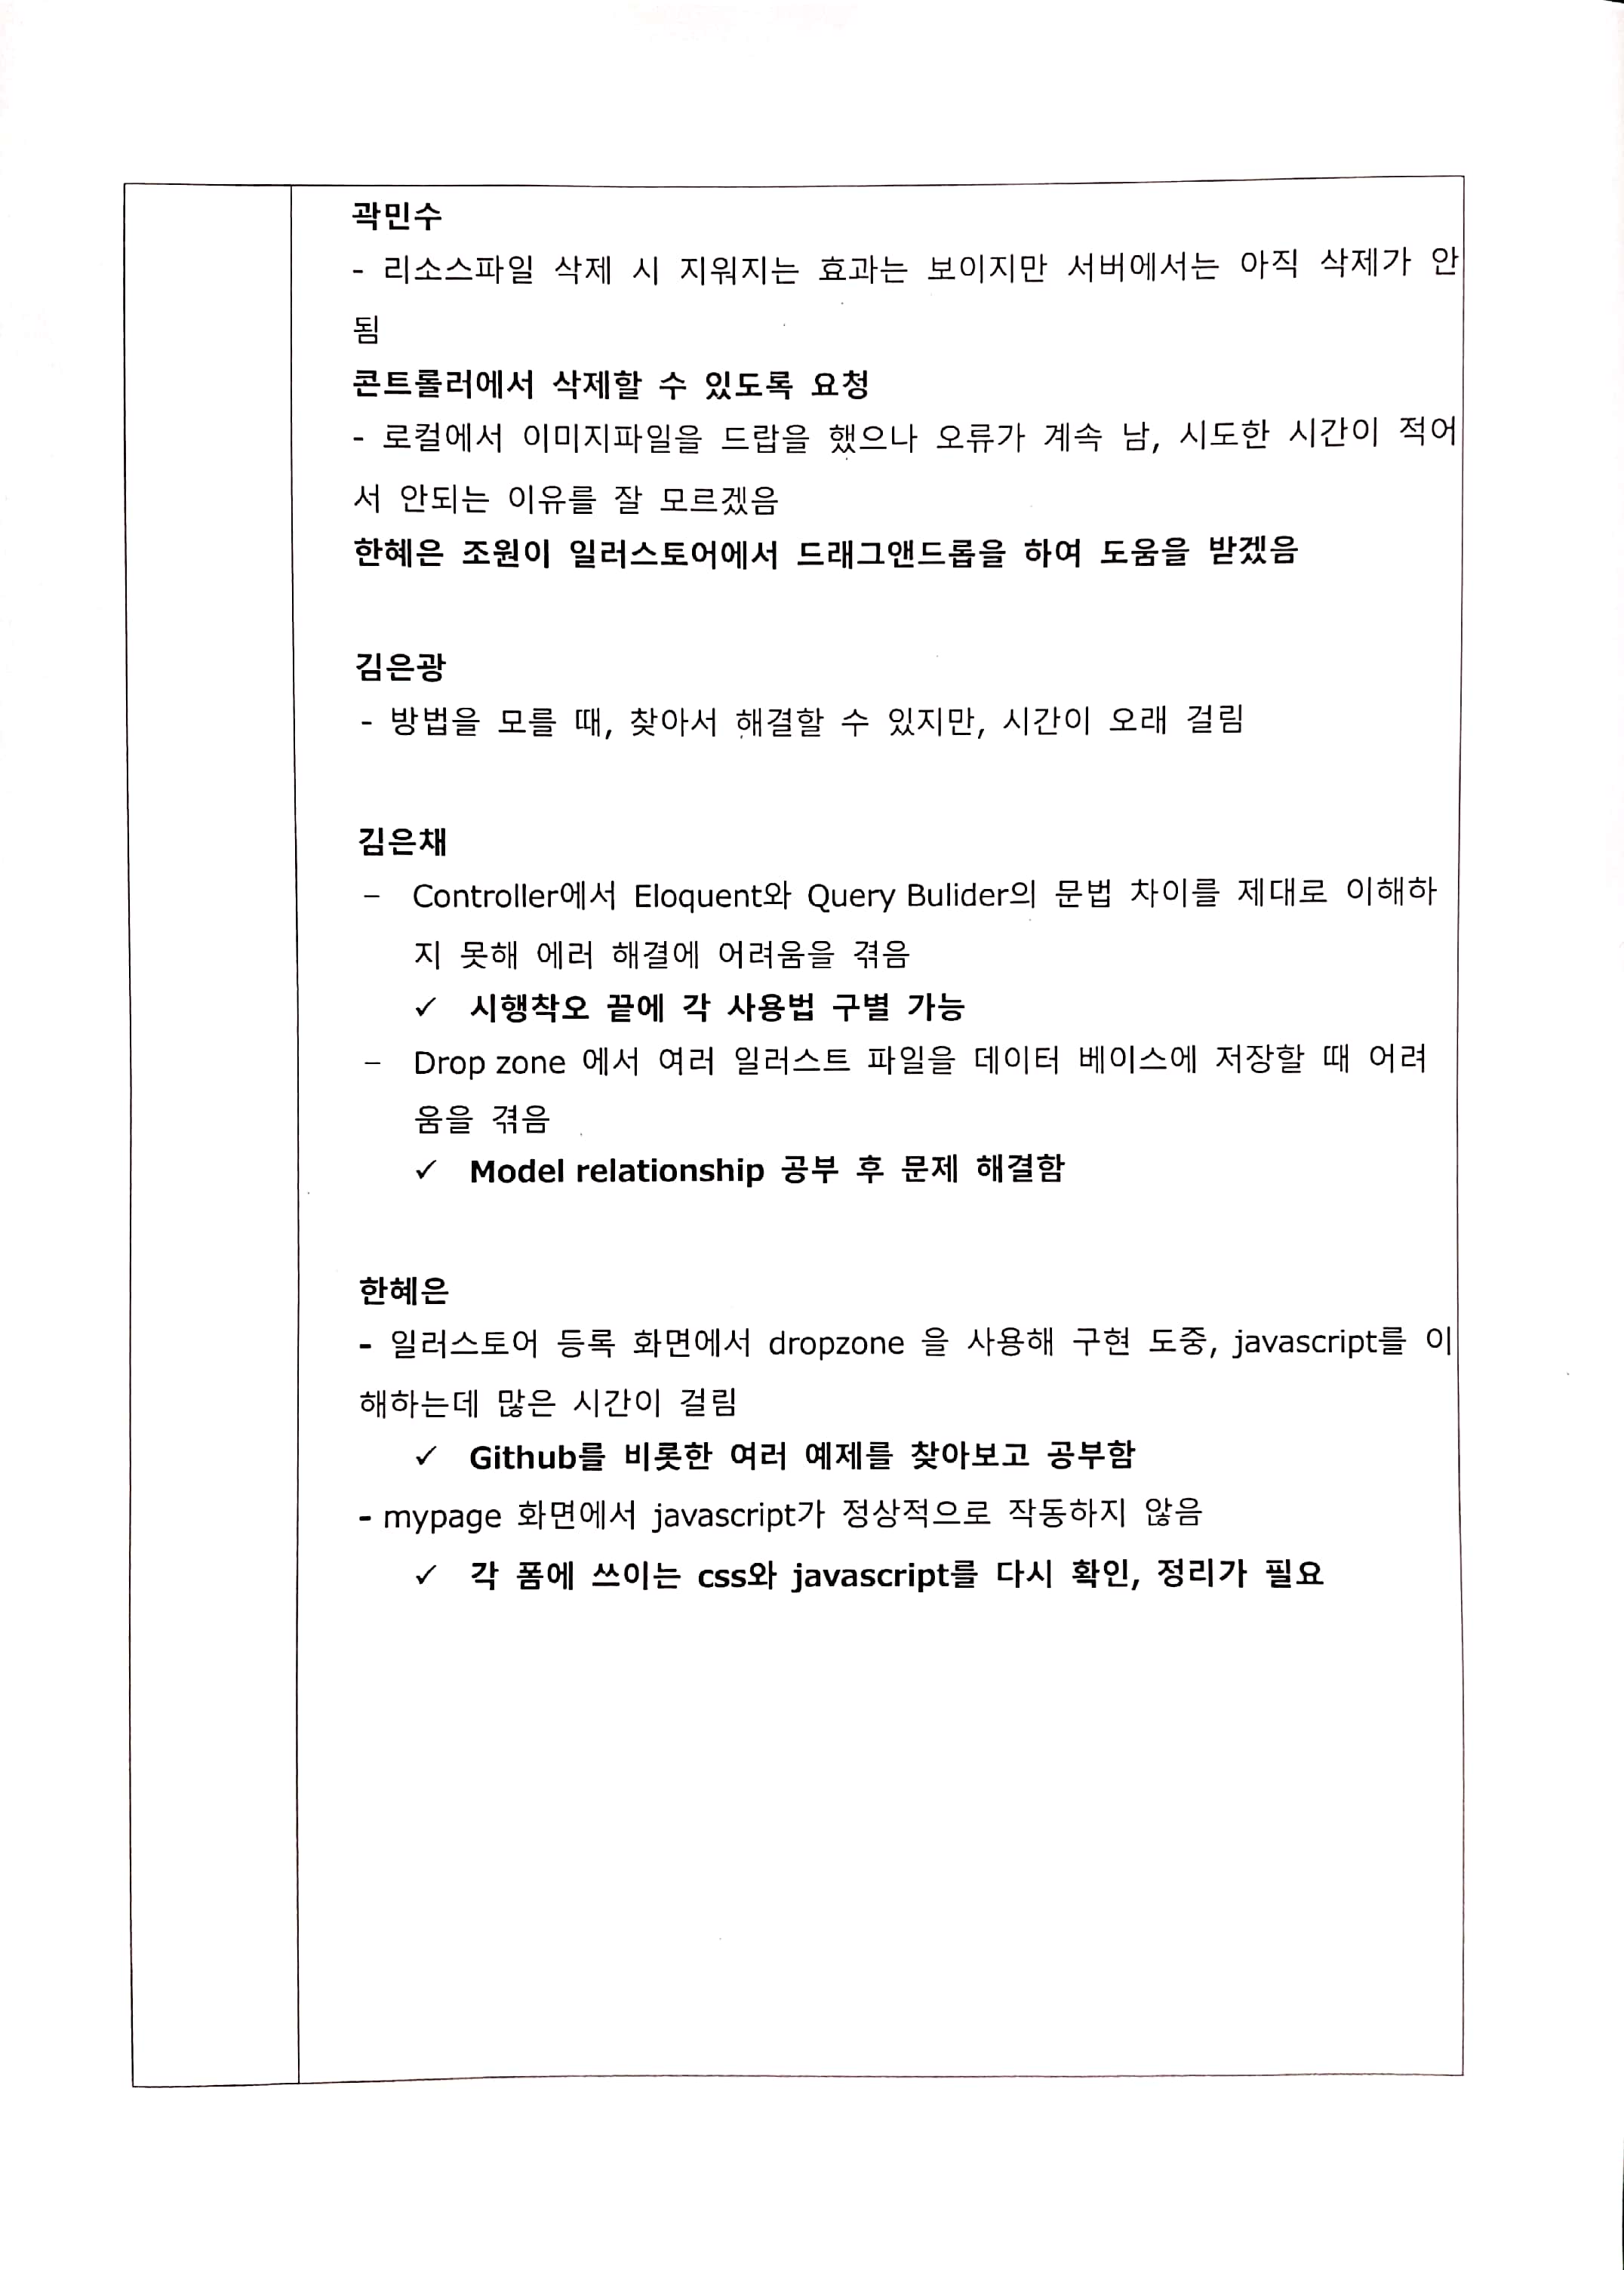 곽민수
- 리소스파일 삭제 시 지워지는 효과는 보이지만 서버에서는 아직 삭제가 안
됨
콘트롤러에서 삭제할 수 있도록 요청
- 로컬에서 이미지파일을 드랍을 했으나 오류가 계속 남, 시도한 시간이 적어
서 안되는 이유를 잘 모르겠음
한혜은 조원이 일러스토어에서 드래그앤드롭을 하여 도움을 받겠음
김은광
- 방법을 모를 때, 찾아서 해결할 수 있지만, 시간이 오래 걸림
김은채
- Controller에서 Eloquent와 Query Bulider의 문법 차이를 제대로 이해하
지 못해 에러 해결에 어려움을 겪음
✓ 시행착오 끝에 각 사용법 구별 가능
- Drop zone 에서 여러 일러스트 파일을 데이터 베이스에 저장할 때 어려
움을 겪음
✓ Model relationship 공부 후 문제 해결함
한혜은
- 일러스토어 등록 화면에서 dropzone 을 사용해 구현 도중, javascript를 이
해하는데 많은 시간이 걸림
✓ Github를 비롯한 여러 예제를 찾아보고 공부함
- mypage 화면에서 javascript가 정상적으로 작동하지 않음
✓ 각 폼에 쓰이는 css와 javascript를 다시 확인, 정리가 필요